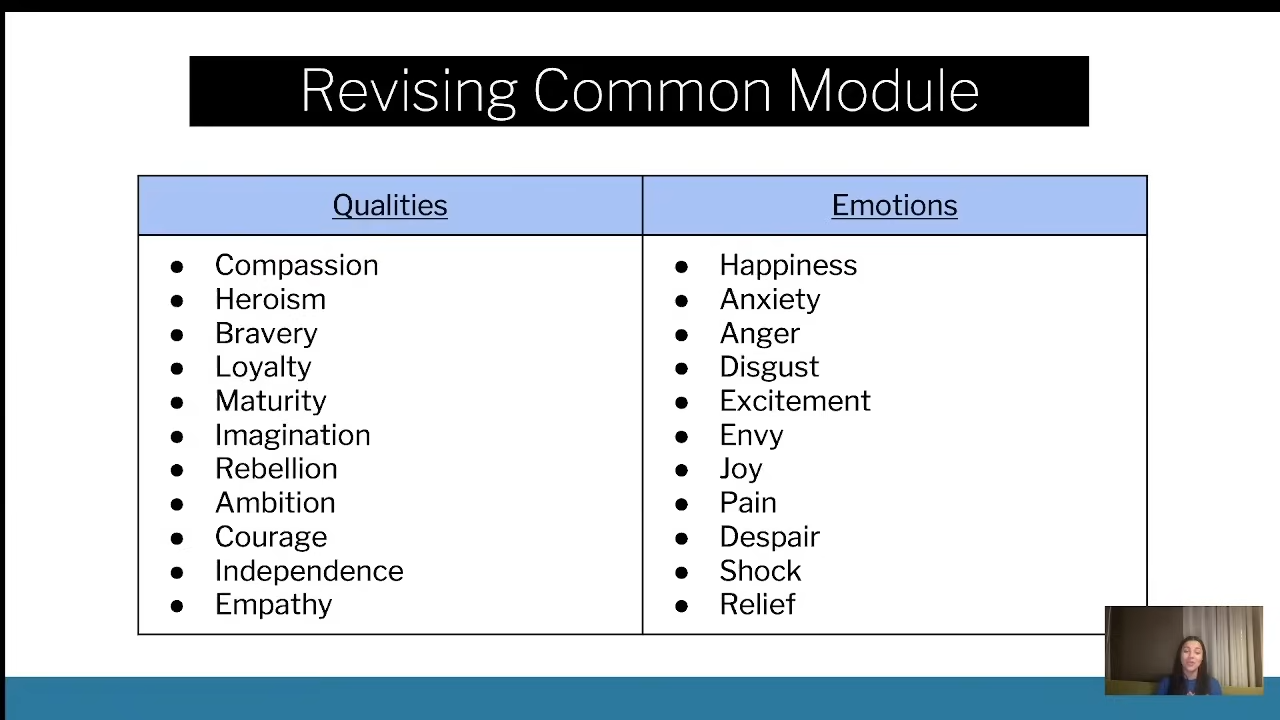 Revising Common Module
Qualities
● Compassion
● Heroism
● Bravery
● Loyalty
● Maturity
● Imagination
● Rebellion
● Ambition
● Courage
● Independence
● Empathy
Emotions
● Happiness
● Anxiety
● Anger
● Disgust
● Excitement
● Envy
● Joy
● Pain
● Despair
● Shock
● Relief